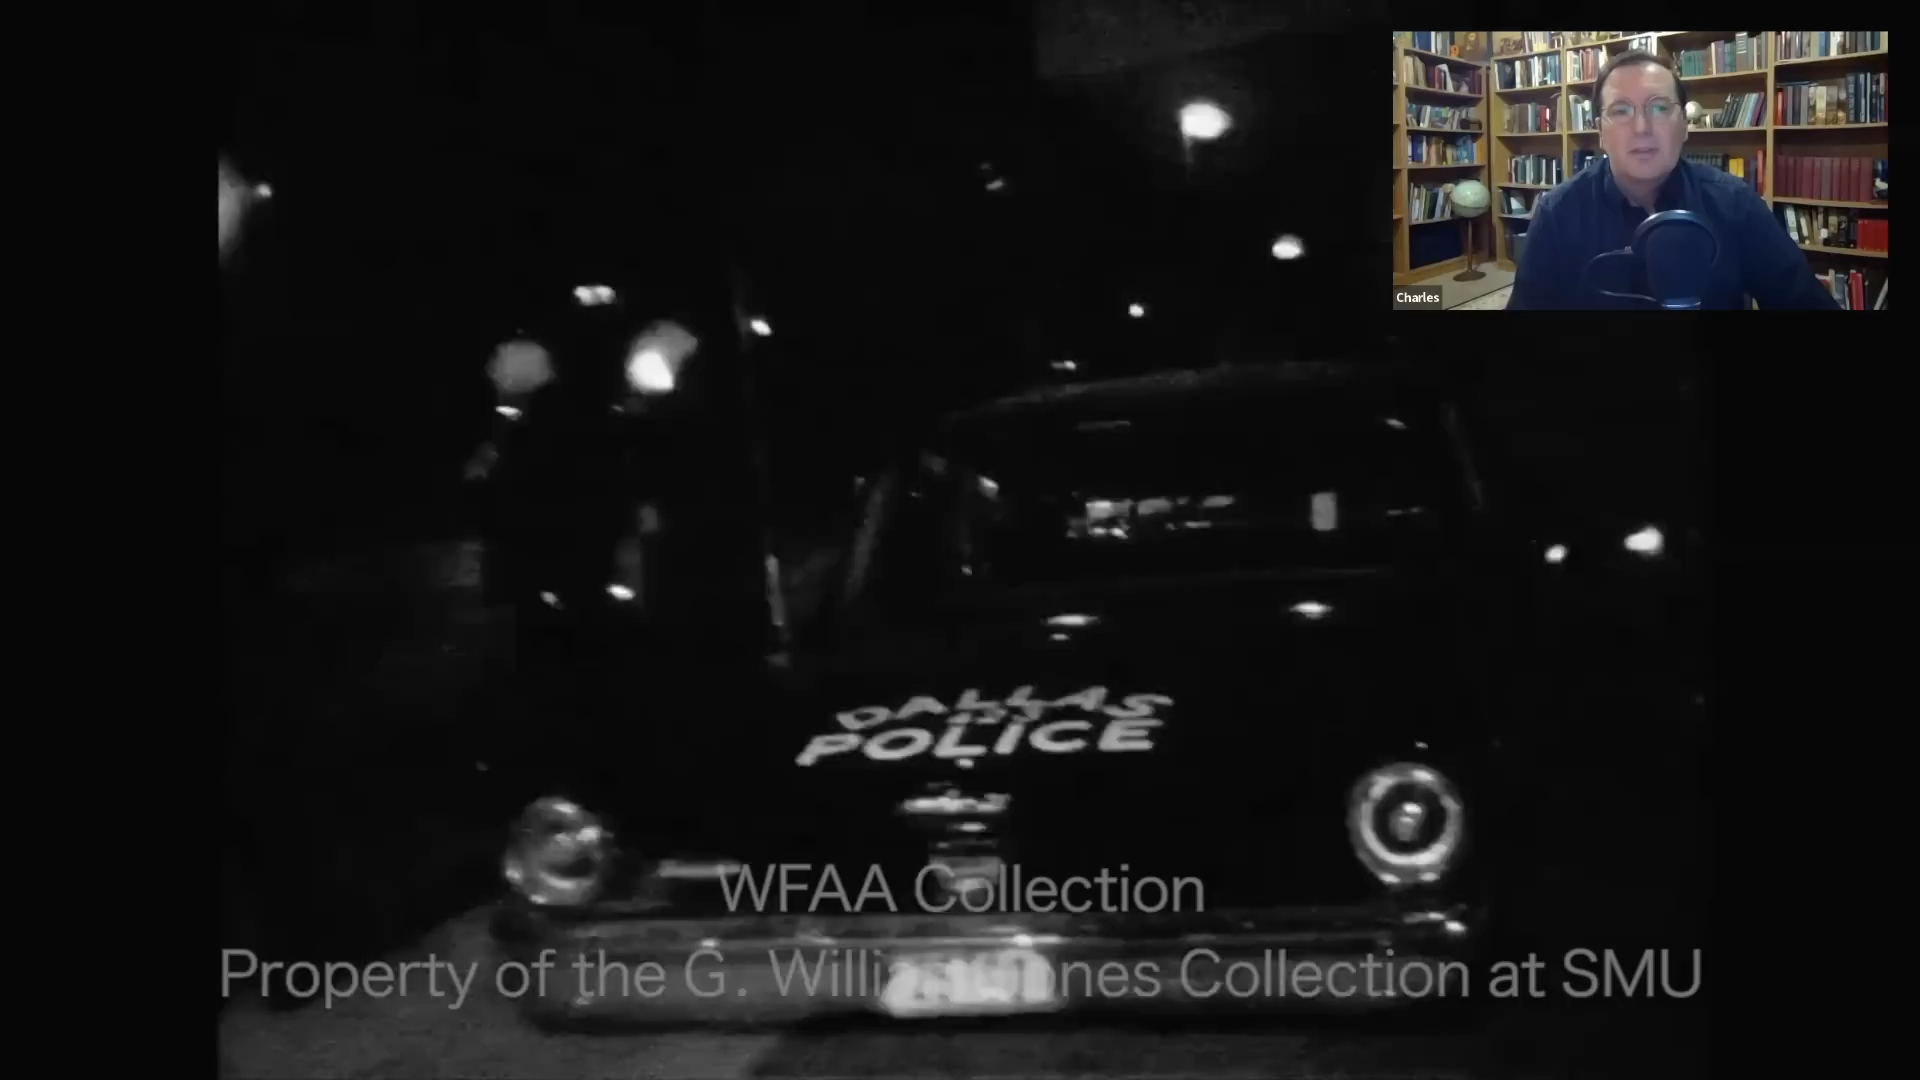 Charles
DALLAS
POLICE
WFAA Collection
Property of the G. William Jones Collection at SMU